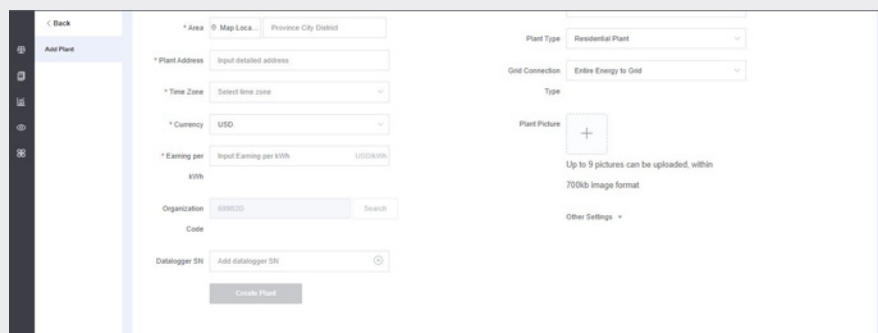 < Back
Add Plant
* Area
Map Loca...
Province City District
* Plant Address
Input detailed address
* Time Zone
Select time zone
* Currency
USD
* Earning per
kWh
Input Earning per kWh
USD/kWh
Organization
Code
Search
Datalogger SN
Add datalogger SN
Create Plant
Plant Type
Residential Plant
Grid Connection
Type
Entire Energy to Grid
Plant Picture
+
Up to 9 pictures can be uploaded, within
700kb image format
Other Settings